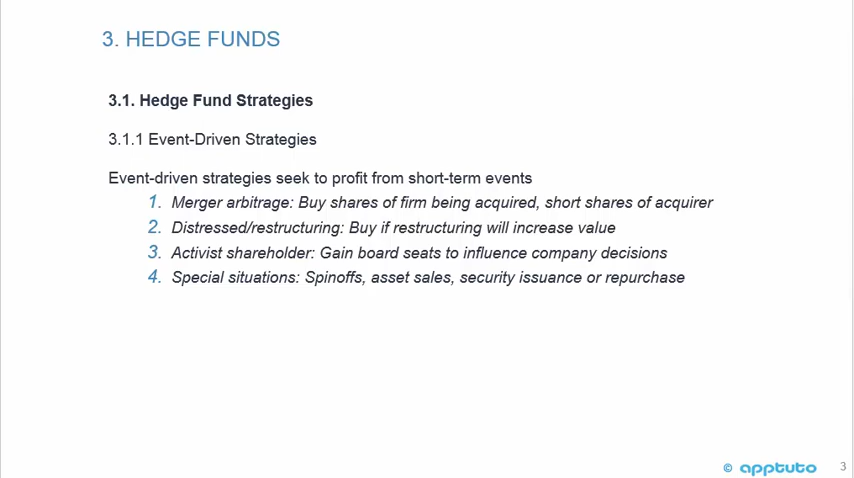 3. HEDGE FUNDS
3.1. Hedge Fund Strategies
3.1.1 Event-Driven Strategies
Event-driven strategies seek to profit from short-term events
1. Merger arbitrage: Buy shares of firm being acquired, short shares of acquirer
2. Distressed/restructuring: Buy if restructuring will increase value
3. Activist shareholder: Gain board seats to influence company decisions
4. Special situations: Spinoffs, asset sales, security issuance or repurchase
© apptuto
3